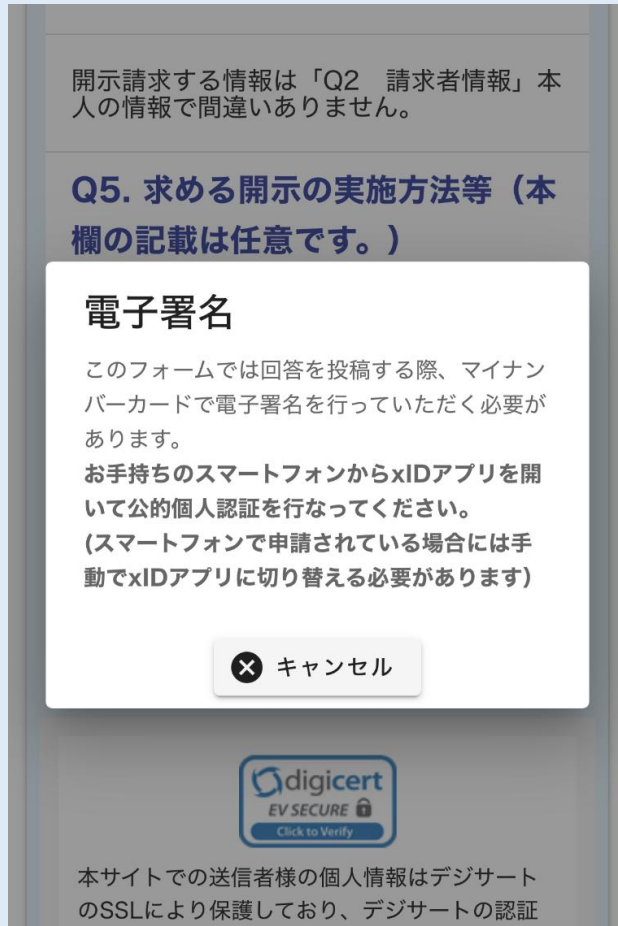 開示請求する情報は「Q2　請求者情報」本
人の情報で間違いありません。
Q5. 求める開示の実施方法等（本
欄の記載は任意です。）
電子署名
このフォームでは回答を投稿する際、マイナン
バーカードで電子署名を行っていただく必要が
あります。
お手持ちのスマートフォンからxIDアプリを開
いて公的個人認証を行なってください。
(スマートフォンで申請されている場合には手
動でxIDアプリに切り替える必要があります)
キャンセル
digicert
EV SECURE
Click to Verify
本サイトでの送信者様の個人情報はデジサート
のSSLにより保護しており、デジサートの認証